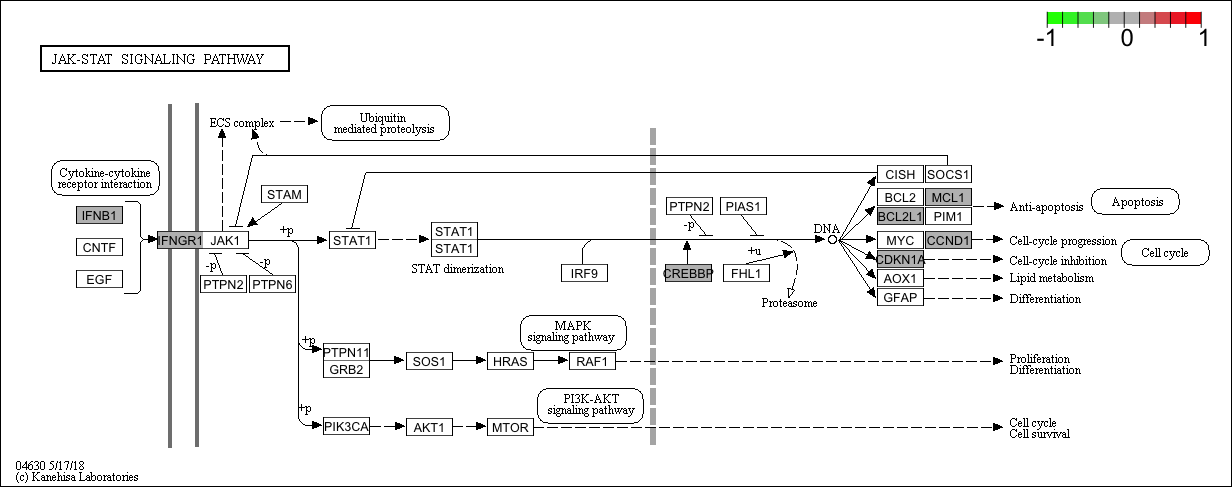 -1 0 1
JAK-STAT SIGNALING PATHWAY
ECS complex
Ubiquitin
mediated proteolysis
Cytokine-cytokine
receptor interaction
IFNB1
CNTF
EGF
IFNGR1
JAK1
STAM
+p
-p
-p
PTPN2
PTPN6
STAT1
STAT1
STAT1
STAT dimerization
IRF9
PTPN2
PIAS1
-p
CREBBP
+u
FHL1
Proteasome
DNA
CISH
SOCS1
BCL2
MCL1
BCL2L1
PIM1
MYC
CCND1
CDKN1A
AOX1
GFAP
Anti-apoptosis
Apoptosis
Cell-cycle progression
Cell cycle
Cell-cycle inhibition
Lipid metabolism
Differentiation
+p
PTPN11
GRB2
SOS1
HRAS
RAF1
MAPK
signaling pathway
Proliferation
Differentiation
+p
PIK3CA
AKT1
MTOR
PI3K-AKT
signaling pathway
Cell cycle
Cell survival
04630 5/17/18
(c) Kanehisa Laboratories